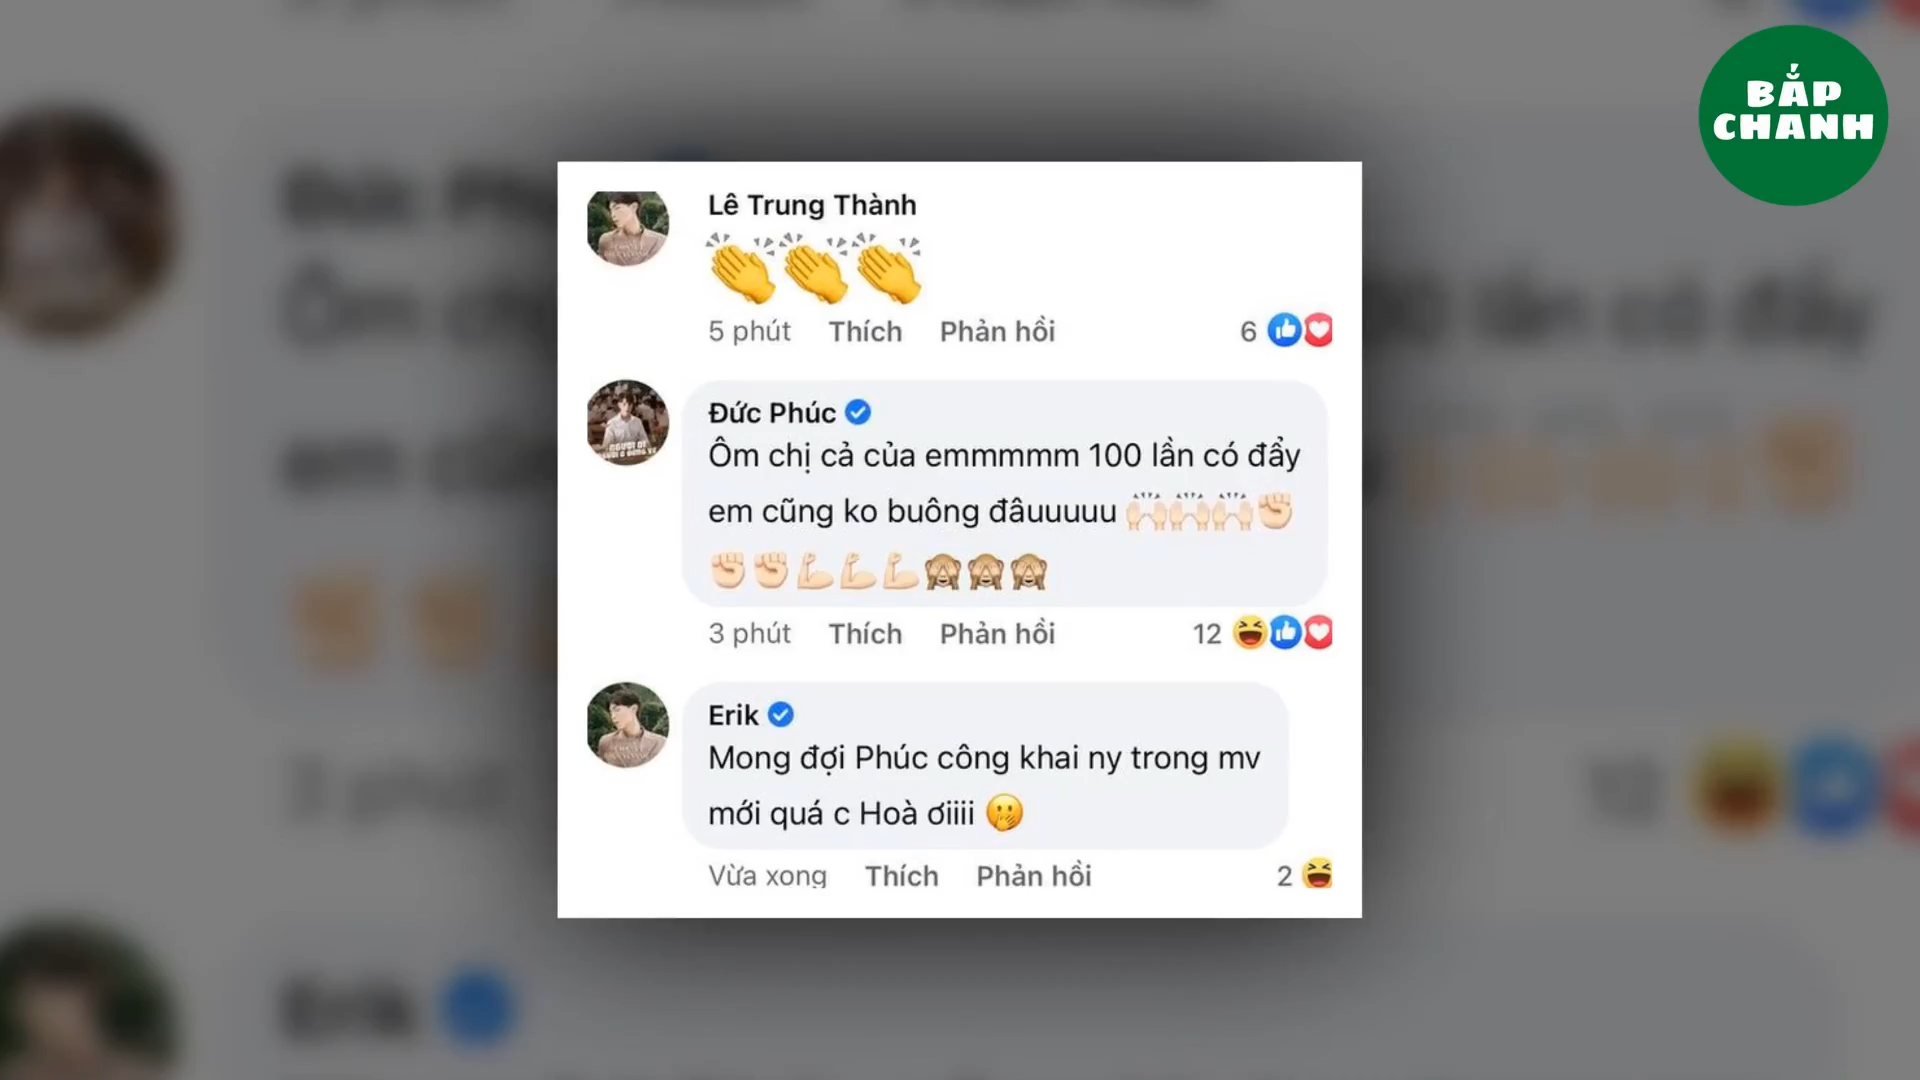 BẮP
CHANH
Lê Trung Thành
👏👏👏
5 phút Thích Phản hồi 6
Đức Phúc
Ôm chị cả của emmmmm 100 lần có đẩy
em cũng ko buông đâuuuuu 🙌🏻🙌🏻🙌🏻✊🏻
✊🏻✊🏻💪🏻💪🏻💪🏻🙈🙈🙈
3 phút Thích Phản hồi 12
Erik
Mong đợi Phúc công khai ny trong mv
mới quá c Hoà ơiiii 🤭
Vừa xong Thích Phản hồi 2